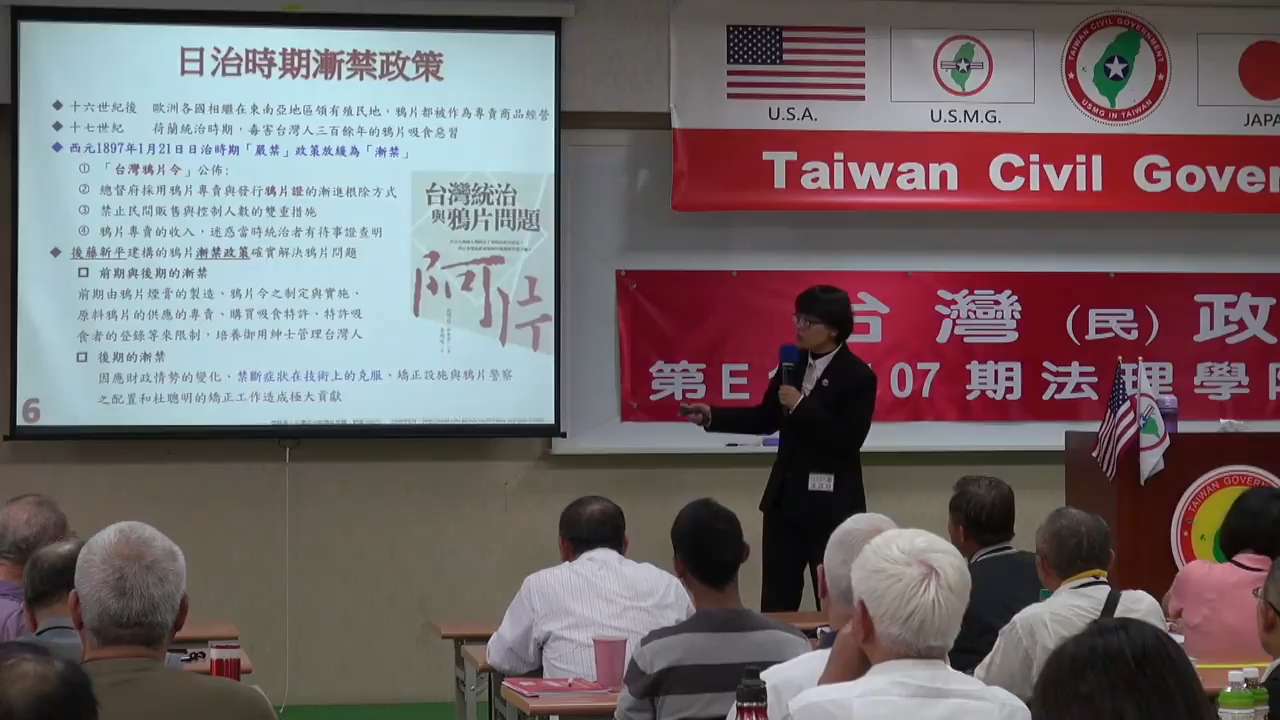 日治時期漸禁政策
◆ 十六世紀後 歐洲各國相繼在東南亞地區領有殖民地，鴉片都被作為專賣商品經營
◆ 十七世紀 荷蘭統治時期，毒害台灣人三百餘年的鴉片吸食惡習
◆ 西元1897年1月21日日治時期「嚴禁」政策放緩為「漸禁」
① 「台灣鴉片令」公佈:
② 總督府採用鴉片專賣與發行鴉片證的漸進根除方式
③ 禁止民間販售與控制人數的雙重措施
④ 鴉片專賣的收入，迷惑當時統治者有待事證查明
◆ 後藤新平建構的鴉片漸禁政策確實解決鴉片問題
□ 前期與後期的漸禁
前期由鴉片煙膏的製造、鴉片令之制定與實施、
原料鴉片的供應的專賣、購買吸食特許、特許吸
食者的登錄等來限制，培養御用紳士管理台灣人
□ 後期的漸禁
因應財政情勢的變化、禁斷症狀在技術上的克服、矯正設施與鴉片警察
之配置和杜聰明的矯正工作造成極大貢獻
6
台灣統治
與鴉片問題
阿片
U.S.A.
U.S.M.G.
TAIWAN CIVIL GOVERNMENT
USMG IN TAIWAN
JAPA
Taiwan Civil Gover
台 灣 (民) 政
第E 07 期 法 理 學
TAIWAN GOVERN